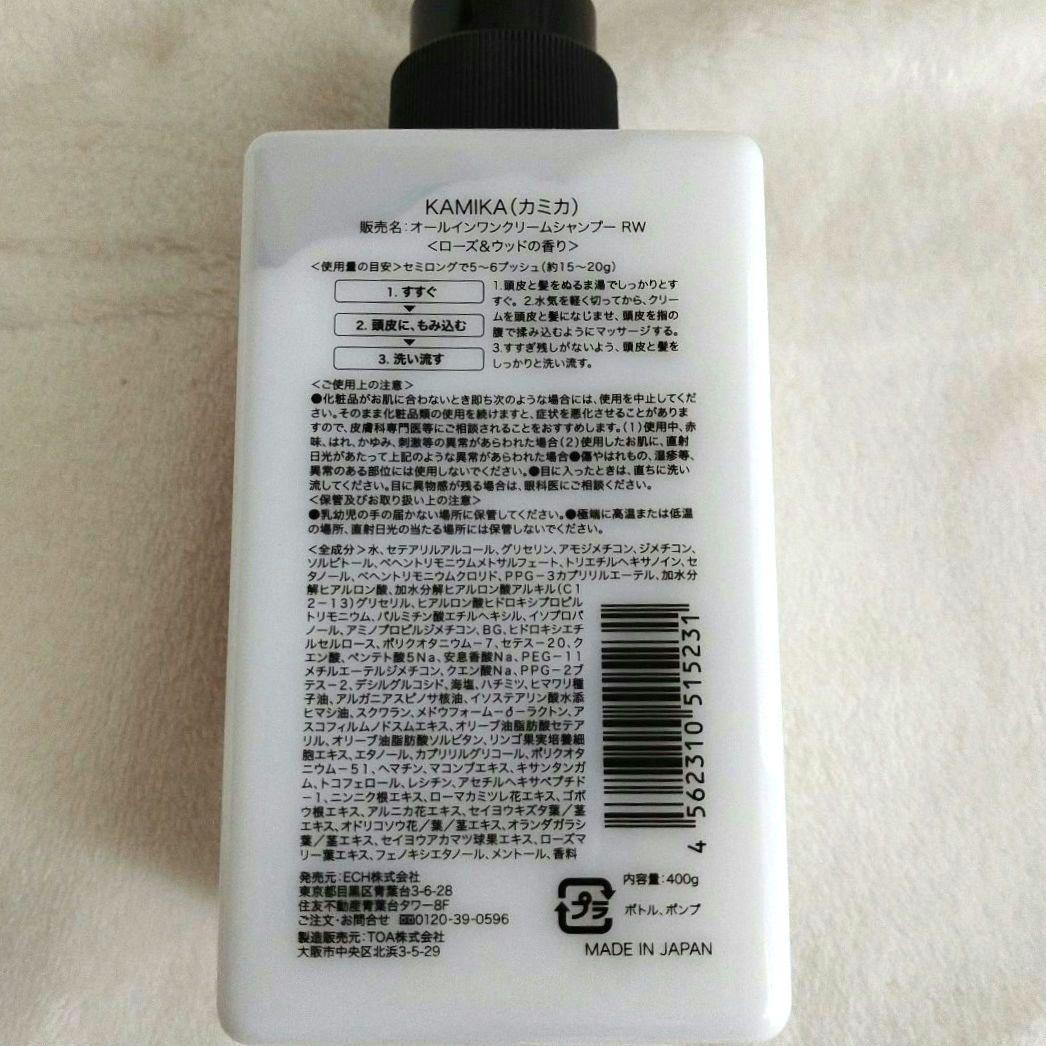 KAMIKA(カミカ)
販売名:オールインワンクリームシャンプー RW
<ローズ&ウッドの香り>
<使用量の目安>セミロングで5～6プッシュ(約15～20g)
1. すすぐ
2. 頭皮に、もみ込む
3. 洗い流す
1.頭皮と髪をぬるま湯でしっかりとす
すぐ。2.水気を軽く切ってから、クリー
ムを頭皮と髪になじませ、頭皮を指の
腹で揉み込むようにマッサージする。
3.すすぎ残しがないよう、頭皮と髪を
しっかりと洗い流す。
<ご使用上の注意>
●化粧品がお肌に合わないとき即ち次のような場合には、使用を中止してくだ
さい。そのまま化粧品類の使用を続けますと、症状を悪化させることがありま
すので、皮膚科専門医等にご相談されることをおすすめします。(1)使用中、赤
味、はれ、かゆみ、刺激等の異常があらわれた場合(2)使用したお肌に、直射
日光があたって上記のような異常があらわれた場合●傷やはれもの、湿疹等、
異常のある部位には使用しないでください。●目に入ったときは、直ちに洗い
流してください。目に異物感が残る場合は、眼科医にご相談ください。
<保管及びお取り扱い上の注意>
●乳幼児の手の届かない場所に保管してください。●極端に高温または低温
の場所、直射日光の当たる場所には保管しないでください。
<全成分>水、セテアリルアルコール、グリセリン、アモジメチコン、ジメチコン、
ソルビトール、ベヘントリモニウムメトサルフェート、トリエチルヘキサノイン、セ
タノール、ベヘントリモニウムクロリド、PPG-3カプリリルエーテル、加水分
解ヒアルロン酸、加水分解ヒアルロン酸アルキル(C1
2-13)グリセリル、ヒアルロン酸ヒドロキシプロピル
トリモニウム、パルミチン酸エチルヘキシル、イソプロパ
ノール、アミノプロピルジメチコン、BG、ヒドロキシエチ
ルセルロース、ポリクオタニウム-7、セテス-20、ク
エン酸、ペンテト酸5Na、安息香酸Na、PEG-11
メチルエーテルジメチコン、クエン酸Na、PPG-2ブ
テス-2、デシルグルコシド、海塩、ハチミツ、ヒマワリ種
子油、アルガニアスピノサ核油、イソステアリン酸水添
ヒマシ油、スクワラン、メドウフォーム-δ-ラクトン、ア
スコフィルムノドスムエキス、オリーブ油脂肪酸セテア
リル、オリーブ油脂肪酸ソルビタン、リンゴ果実培養細
胞エキス、エタノール、カプリリルグリコール、ポリクオタ
ニウム-51、ヘマチン、マコンブエキス、キサンタンガ
ム、トコフェロール、レシチン、アセチルヘキサペプチド
-1、ニンニク根エキス、ローマカミツレ花エキス、ゴボ
ウ根エキス、アルニカ花エキス、セイヨウキズタ葉/茎
エキス、オドリコソウ花/葉/茎エキス、オランダガラシ
葉/茎エキス、セイヨウアカマツ球果エキス、ローズマ
リー葉エキス、フェノキシエタノール、メントール、香料
4 562310 515231
発売元:ECH株式会社
東京都目黒区青葉台3-6-28
住友不動産青葉台タワー8F
ご注文・お問合せ 0120-39-0596
製造販売元:TOA株式会社
大阪市中央区北浜3-5-29
プラ
内容量:400g
ボトル、ポンプ
MADE IN JAPAN